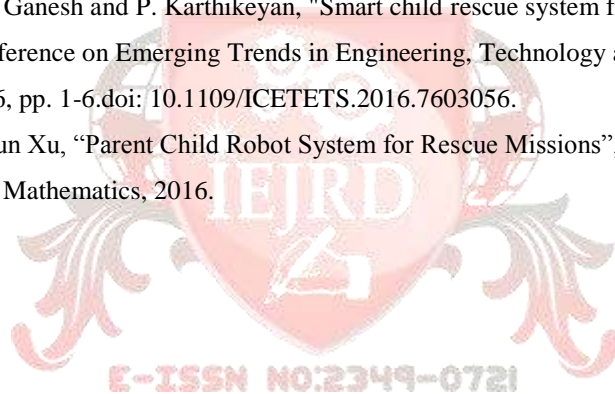 Ganesh and P. Karthikeyan, "Smart child rescue system f
ference on Emerging Trends in Engineering, Technology a
6, pp. 1-6.doi: 10.1109/ICETETS.2016.7603056.
un Xu, “Parent Child Robot System for Rescue Missions”,
Mathematics, 2016.
IEJRD
E-ISSN NO:2349-0721